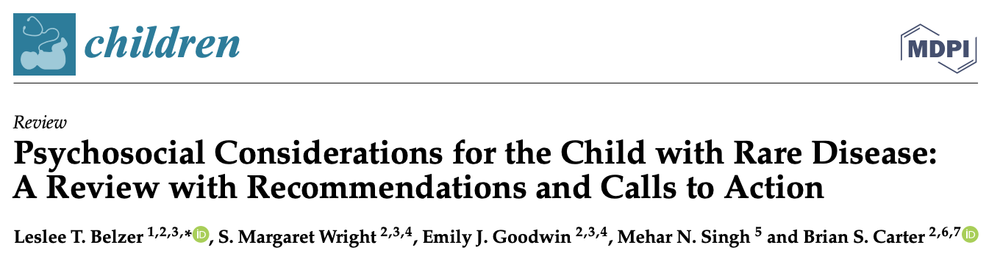 children
MDPI
Review
Psychosocial Considerations for the Child with Rare Disease:
A Review with Recommendations and Calls to Action
Leslee T. Belzer 1,2,3,* iD, S. Margaret Wright 2,3,4, Emily J. Goodwin 2,3,4, Mehar N. Singh 5 and Brian S. Carter 2,6,7 iD